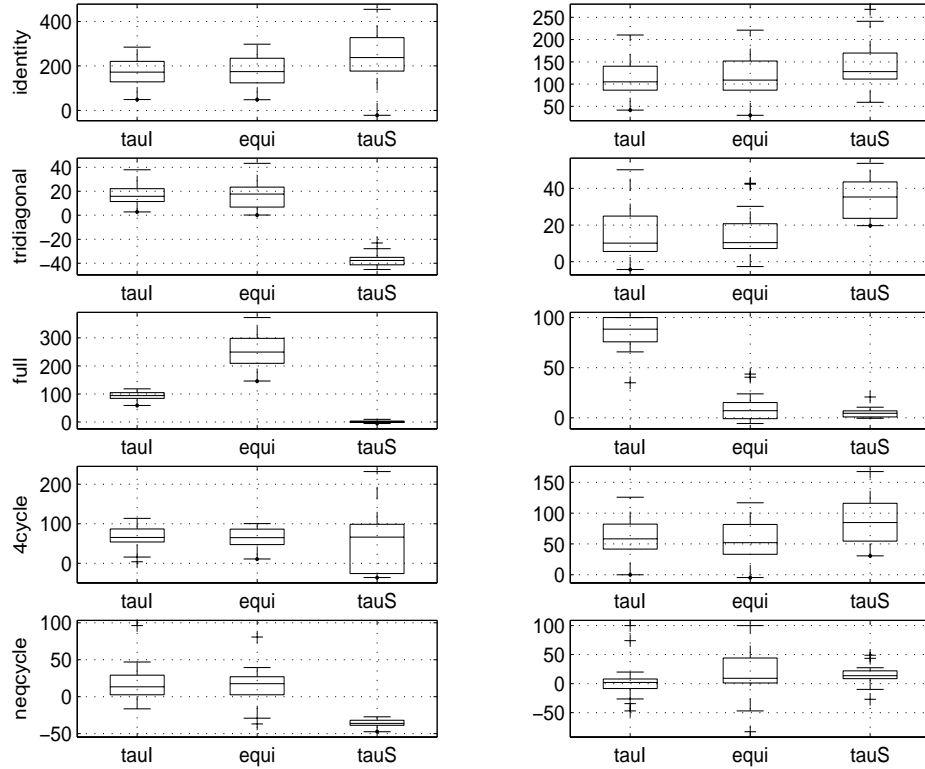 identity
400
200
0
tauI
equi
tauS
250
200
150
100
50
tauI
equi
tauS
tridiagonal
40
20
0
−20
−40
tauI
equi
tauS
40
20
0
tauI
equi
tauS
full
300
200
100
0
tauI
equi
tauS
100
50
0
tauI
equi
tauS
4cycle
200
100
0
tauI
equi
tauS
150
100
50
0
tauI
equi
tauS
neqcycle
100
50
0
−50
tauI
equi
tauS
100
50
0
−50
tauI
equi
tauS